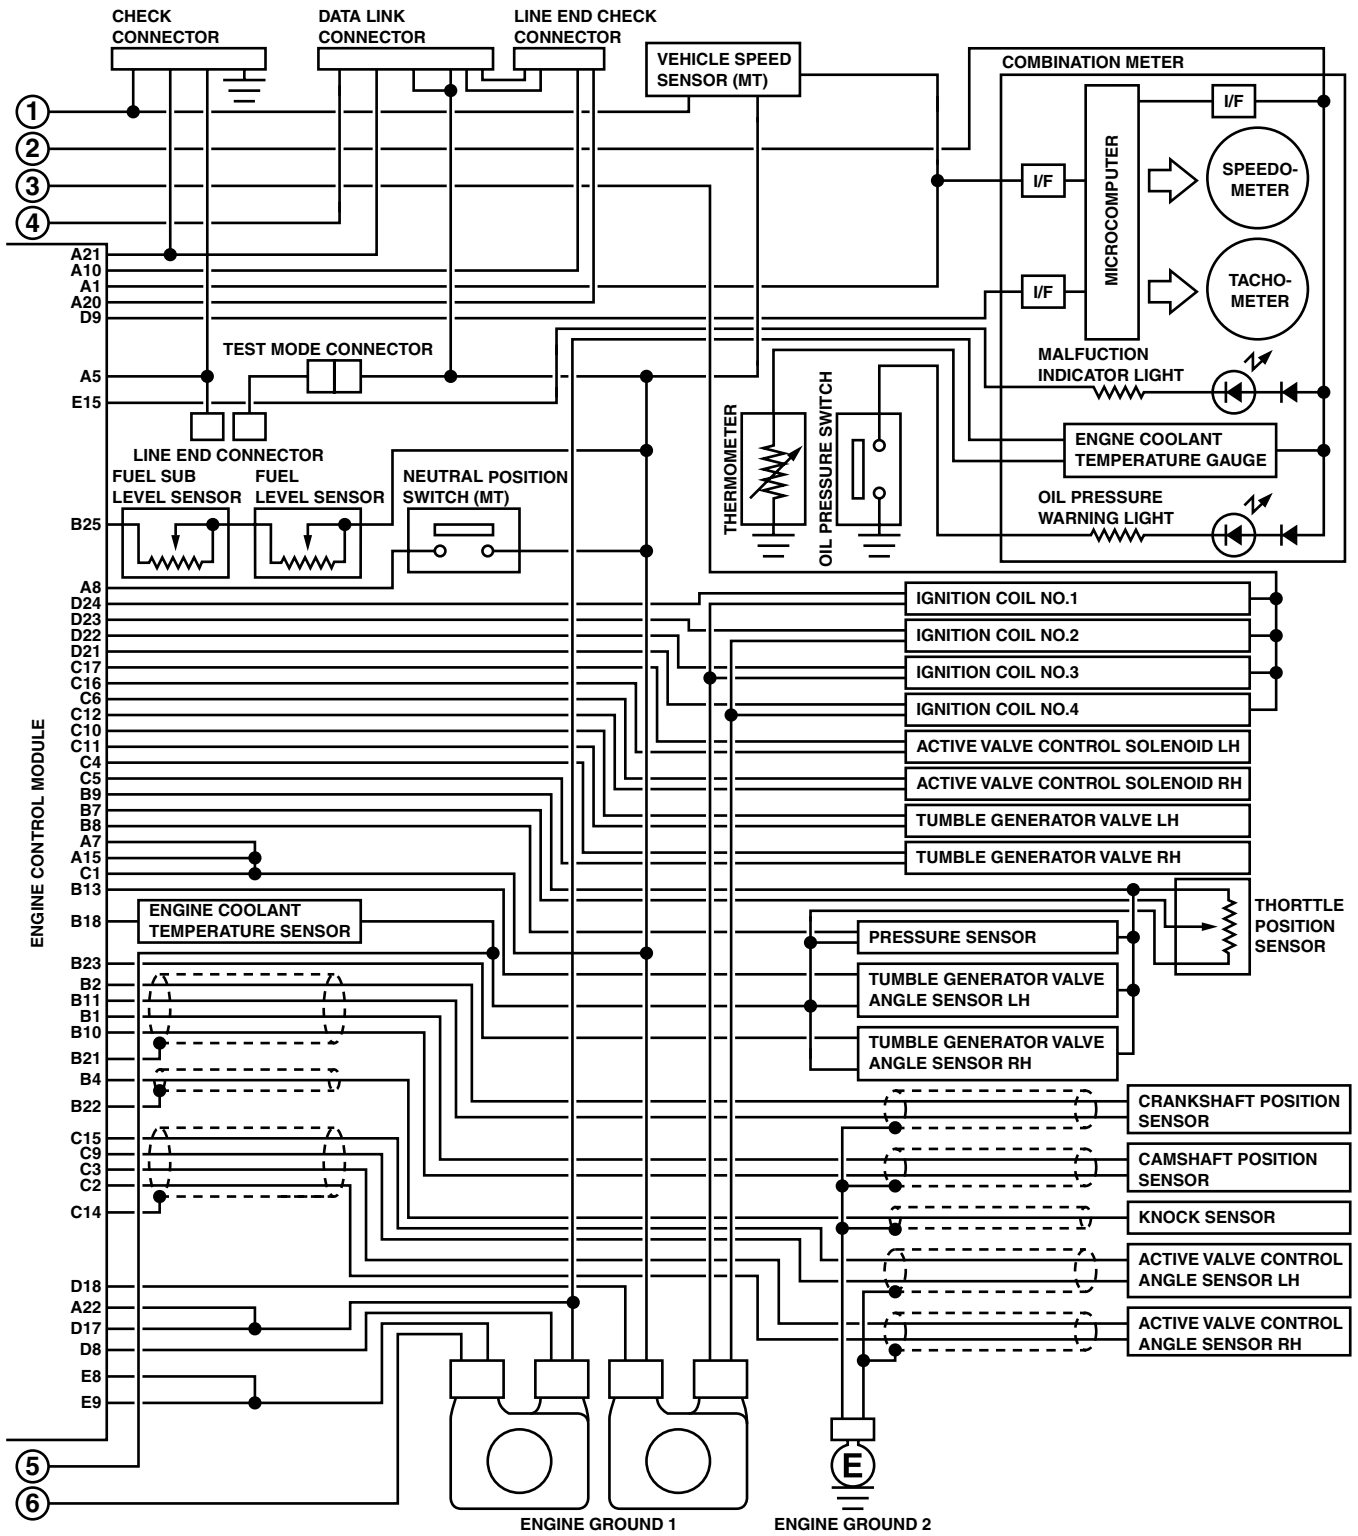 CHECK
CONNECTOR
DATA LINK
CONNECTOR
LINE END CHECK
CONNECTOR
VEHICLE SPEED
SENSOR (MT)
COMBINATION METER
1
2
3
4
I/F
MICROCOMPUTER
I/F
SPEEDO-
METER
I/F
TACHO-
METER
A21
A10
A1
A20
D9
A5
E15
TEST MODE CONNECTOR
LINE END CONNECTOR
MALFUCTION
INDICATOR LIGHT
THERMOMETER
OIL PRESSURE SWITCH
ENGNE COOLANT
TEMPERATURE GAUGE
OIL PRESSURE
WARNING LIGHT
FUEL SUB
LEVEL SENSOR
FUEL
LEVEL SENSOR
NEUTRAL POSITION
SWITCH (MT)
B25
A8
D24
D23
D22
D21
C17
C16
C6
C12
C10
C11
C4
C5
B9
B7
B8
A7
A15
C1
B13
B18
ENGINE CONTROL MODULE
IGNITION COIL NO.1
IGNITION COIL NO.2
IGNITION COIL NO.3
IGNITION COIL NO.4
ACTIVE VALVE CONTROL SOLENOID LH
ACTIVE VALVE CONTROL SOLENOID RH
TUMBLE GENERATOR VALVE LH
TUMBLE GENERATOR VALVE RH
ENGINE COOLANT
TEMPERATURE SENSOR
THORTTLE
POSITION
SENSOR
PRESSURE SENSOR
TUMBLE GENERATOR VALVE
ANGLE SENSOR LH
TUMBLE GENERATOR VALVE
ANGLE SENSOR RH
B23
B2
B11
B1
B10
B21
B4
B22
C15
C9
C3
C2
C14
D18
A22
D17
D8
E8
E9
CRANKSHAFT POSITION
SENSOR
CAMSHAFT POSITION
SENSOR
KNOCK SENSOR
ACTIVE VALVE CONTROL
ANGLE SENSOR LH
ACTIVE VALVE CONTROL
ANGLE SENSOR RH
5
6
E
ENGINE GROUND 1
ENGINE GROUND 2